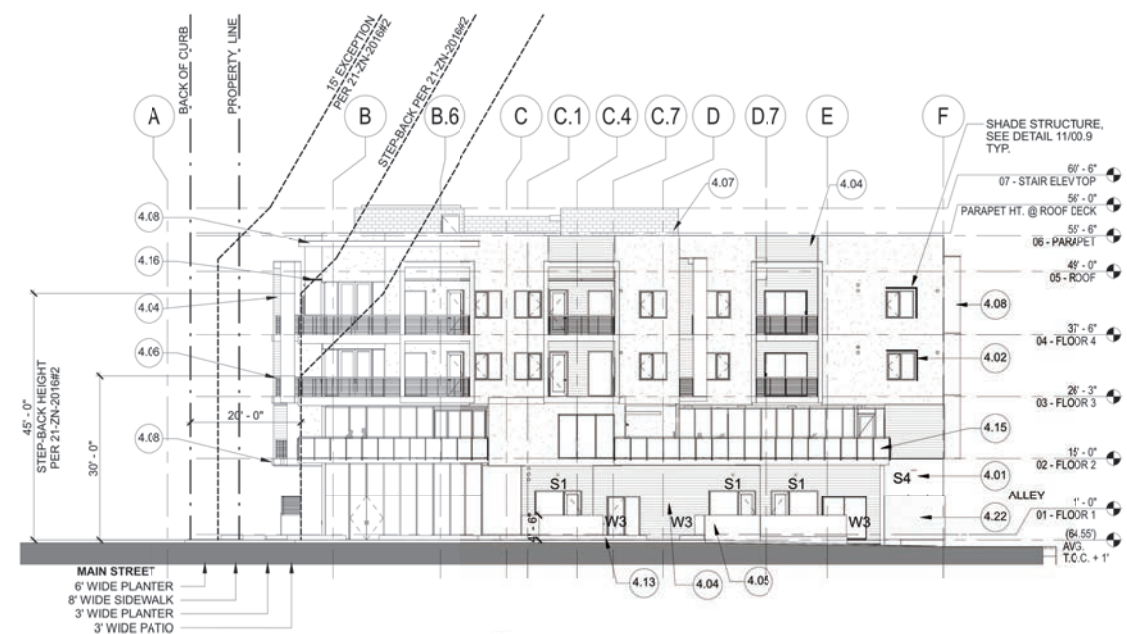 BACK OF CURB
PROPERTY LINE
15' EXCEPTION
PER 21-ZN-2016#2
STEP-BACK PER 21-ZN-2016#2
A
B
B.6
C
C.1
C.4
C.7
D
D.7
E
F
SHADE STRUCTURE,
SEE DETAIL 11/00.9
TYP.
60' - 6"
07 - STAIR ELEV TOP
56' - 0"
PARAPET HT. @ ROOF DECK
55' - 6"
06 - PARAPET
49' - 0"
05 - ROOF
37' - 6"
04 - FLOOR 4
26' - 3"
03 - FLOOR 3
15' - 0"
02 - FLOOR 2
ALLEY
1' - 0"
01 - FLOOR 1
(64.55')
AVG.
T.O.C. + 1'
4.07
4.04
4.08
4.16
4.04
4.06
4.08
4.08
4.02
4.15
4.01
4.22
45' - 0"
STEP-BACK HEIGHT
PER 21-ZN-2016#2
30' - 0"
20' - 0"
S1
S1
S1
S4
W3
W3
W3
4.13
4.04
4.05
MAIN STREET
6' WIDE PLANTER
8' WIDE SIDEWALK
3' WIDE PLANTER
3' WIDE PATIO